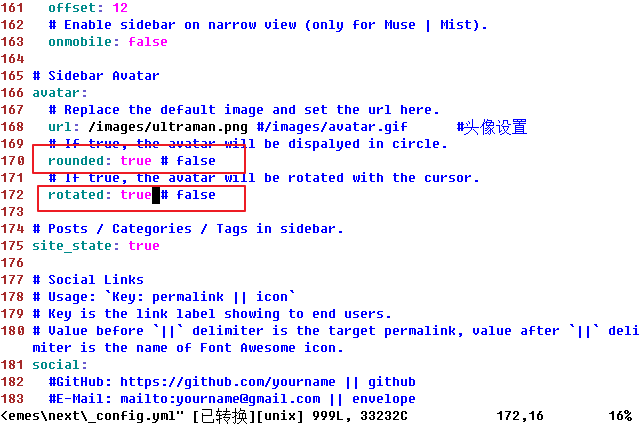 161   offset: 12
162   # Enable sidebar on narrow view (only for Muse | Mist).
163   onmobile: false
164
165 # Sidebar Avatar
166 avatar:
167   # Replace the default image and set the url here.
168   url: /images/ultraman.png #/images/avatar.gif      #头像设置
169   # If true, the avatar will be dispalyed in circle.
170   rounded: true # false
171   # If true, the avatar will be rotated with the cursor.
172   rotated: true # false
173
174 # Posts / Categories / Tags in sidebar.
175 site_state: true
176
177 # Social Links
178 # Usage: `Key: permalink || icon`
179 # Key is the link label showing to end users.
180 # Value before `||` delimiter is the target permalink, value after `||` deli
miter is the name of Font Awesome icon.
181 social:
182   #GitHub: https://github.com/yourname || github
183   #E-Mail: mailto:yourname@gmail.com || envelope
<emes\next\_config.yml" [已转换][unix] 999L, 33232C           172,16        16%